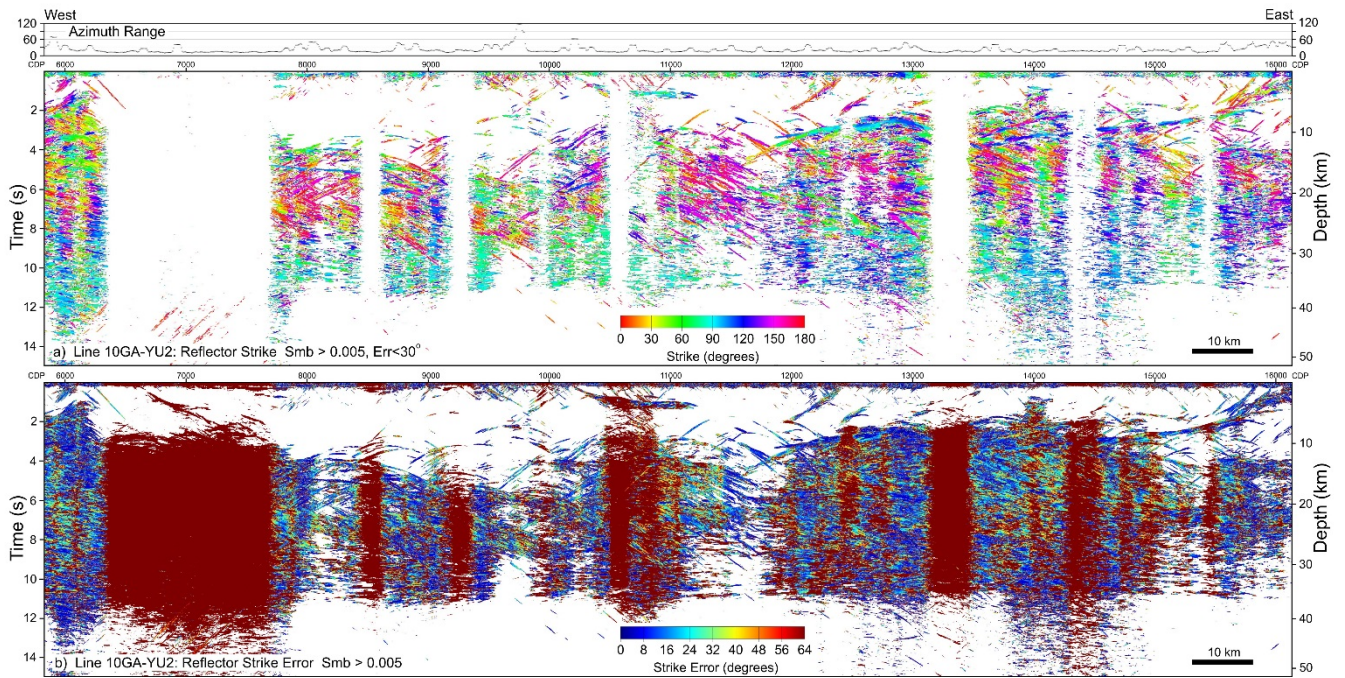 West East
120 Azimuth Range 120
60 60
0 0
CDP 6000 7000 8000 9000 10000 11000 12000 13000 14000 15000 16000 CDP
2
4 10
6 20
8
10 30
12 40
14 50
Time (s)
Depth (km)
0 30 60 90 120 150 180
Strike (degrees)
a) Line 10GA-YU2: Reflector Strike Smb > 0.005, Err<30°
10 km
CDP 6000 7000 8000 9000 10000 11000 12000 13000 14000 15000 16000 CDP
2
4 10
6 20
8
10 30
12 40
14 50
Time (s)
Depth (km)
0 8 16 24 32 40 48 56 64
Strike Error (degrees)
b) Line 10GA-YU2: Reflector Strike Error Smb > 0.005
10 km